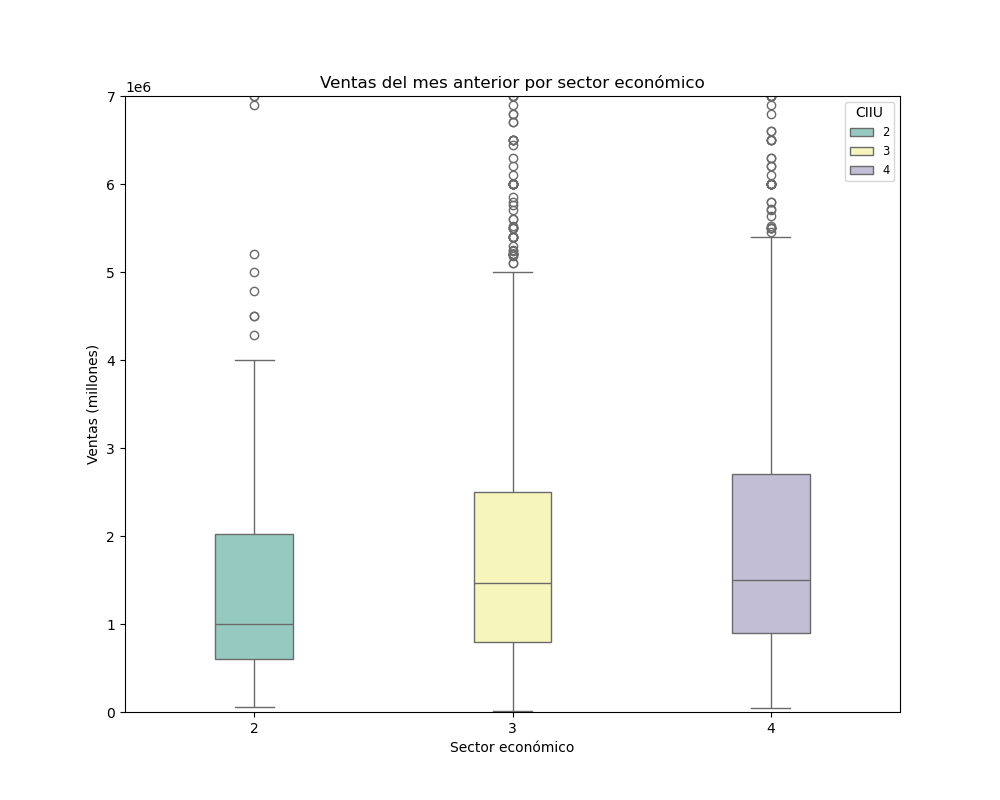 Ventas del mes anterior por sector económico
1e6
7
6
5
4
3
2
1
0
Ventas (millones)
2
3
4
Sector económico
CIIU
2
3
4